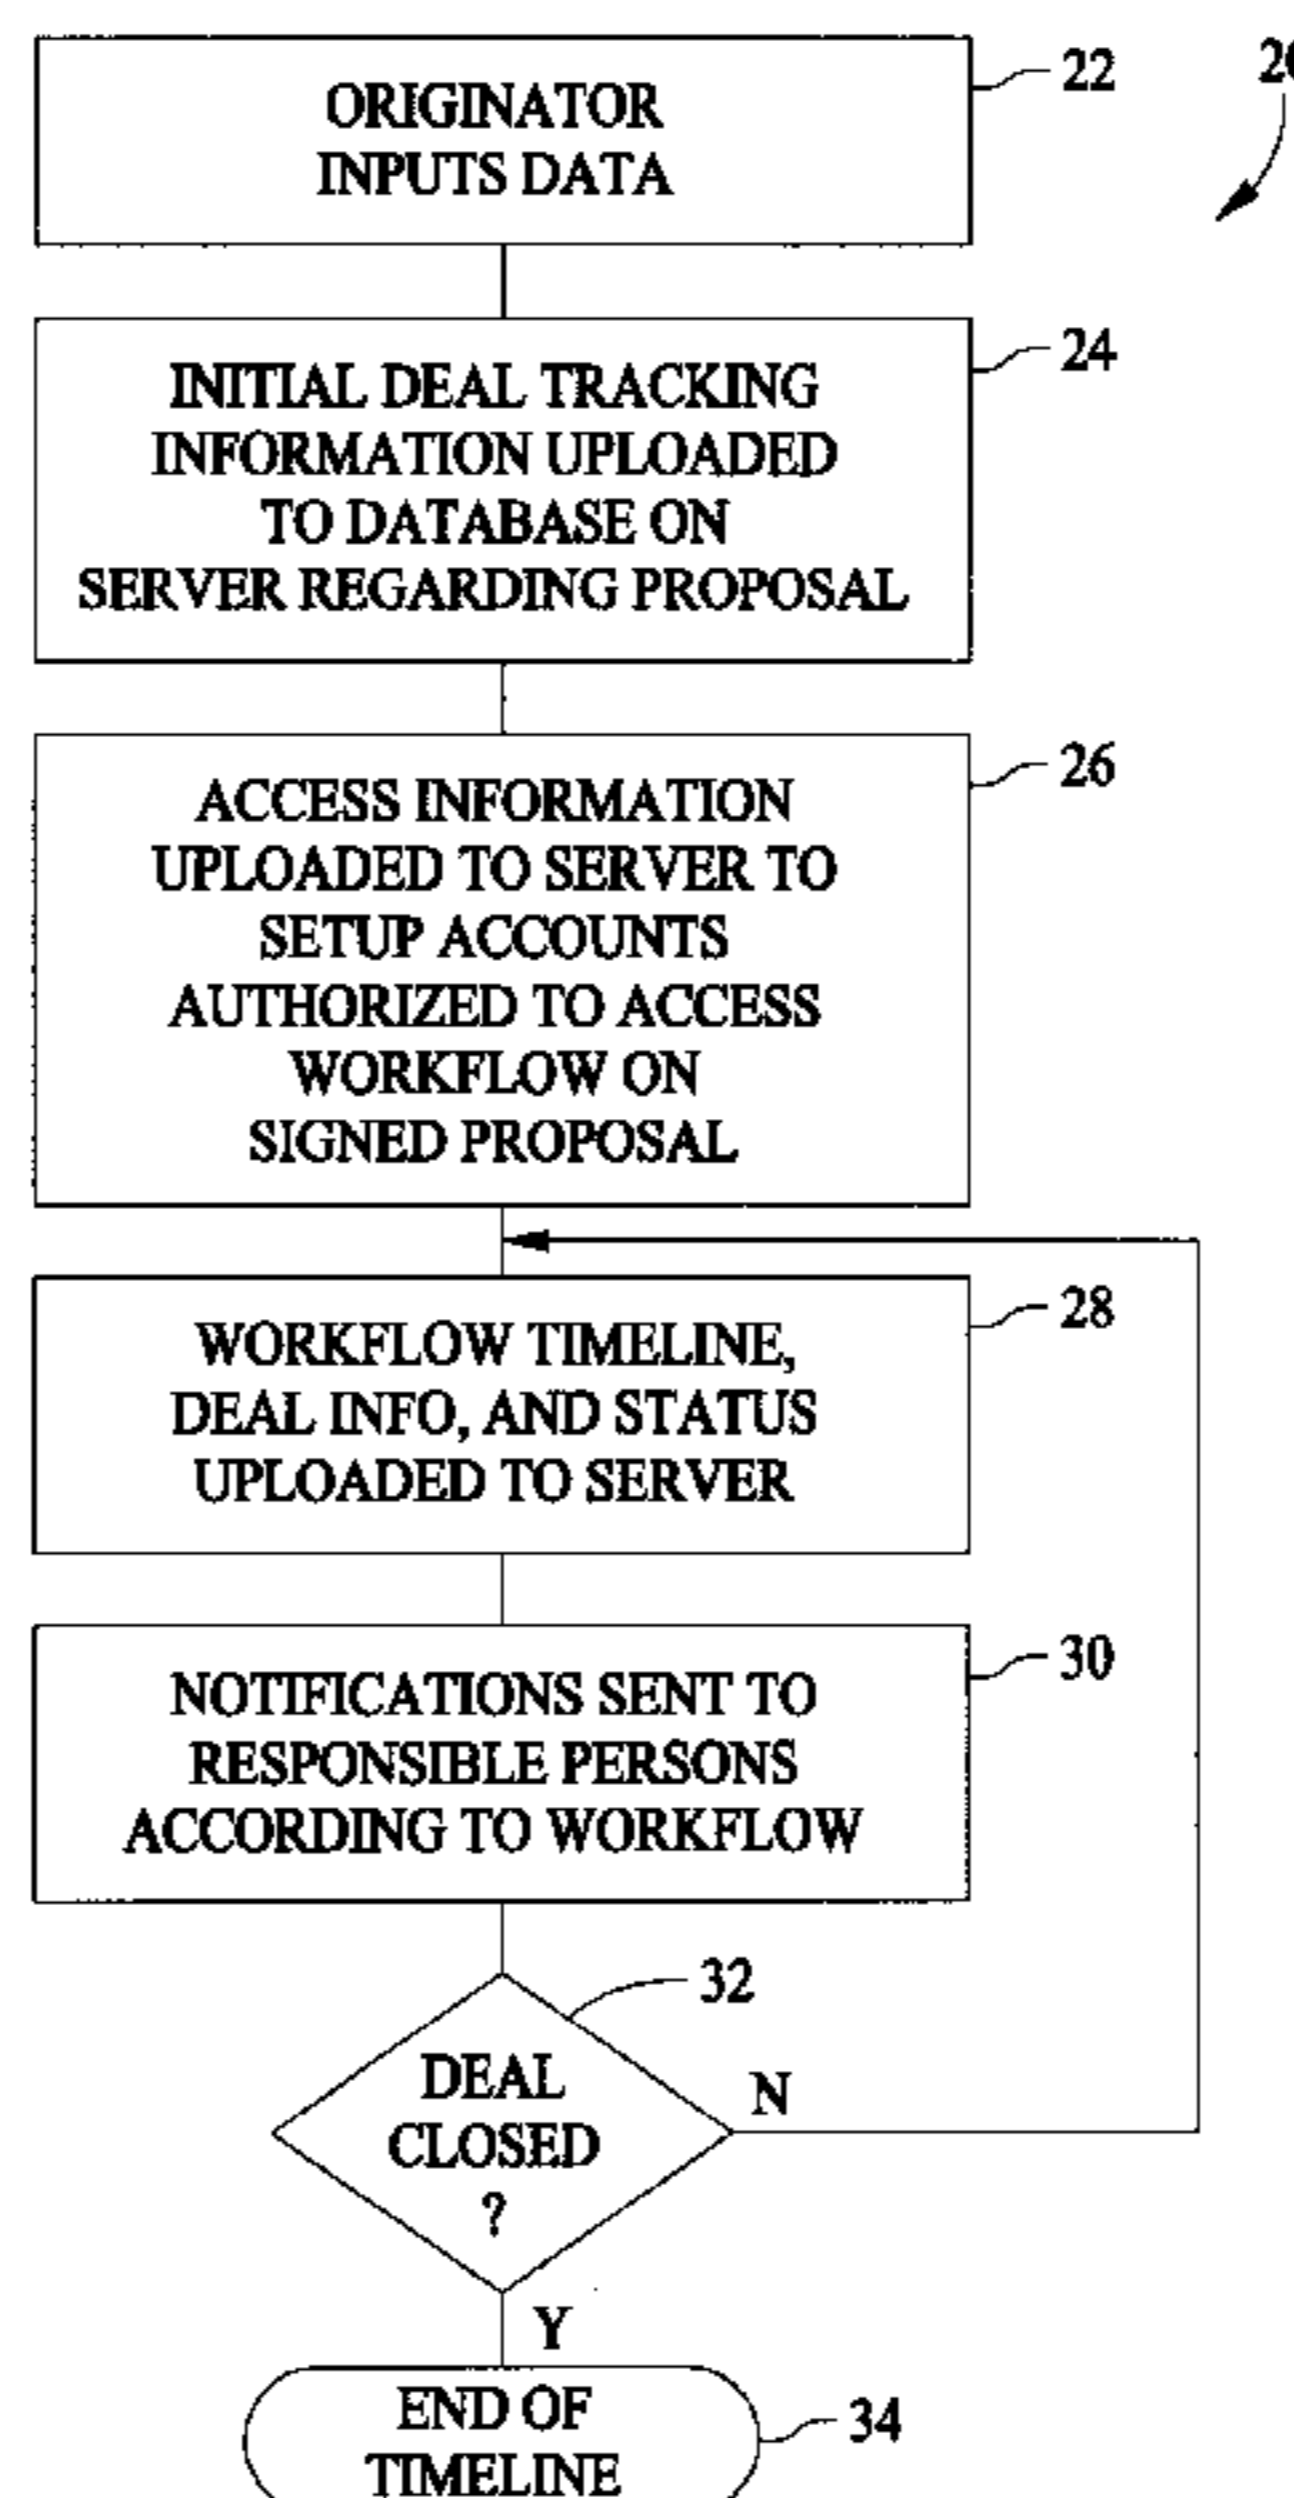 ORIGINATOR
INPUTS DATA
22
INITIAL DEAL TRACKING
INFORMATION UPLOADED
TO DATABASE ON
SERVER REGARDING PROPOSAL
24
ACCESS INFORMATION
UPLOADED TO SERVER TO
SETUP ACCOUNTS
AUTHORIZED TO ACCESS
WORKFLOW ON
SIGNED PROPOSAL
26
WORKFLOW TIMELINE,
DEAL INFO, AND STATUS
UPLOADED TO SERVER
28
NOTIFICATIONS SENT TO
RESPONSIBLE PERSONS
ACCORDING TO WORKFLOW
30
32
DEAL
CLOSED
?
N
Y
END OF
TIMELINE
34